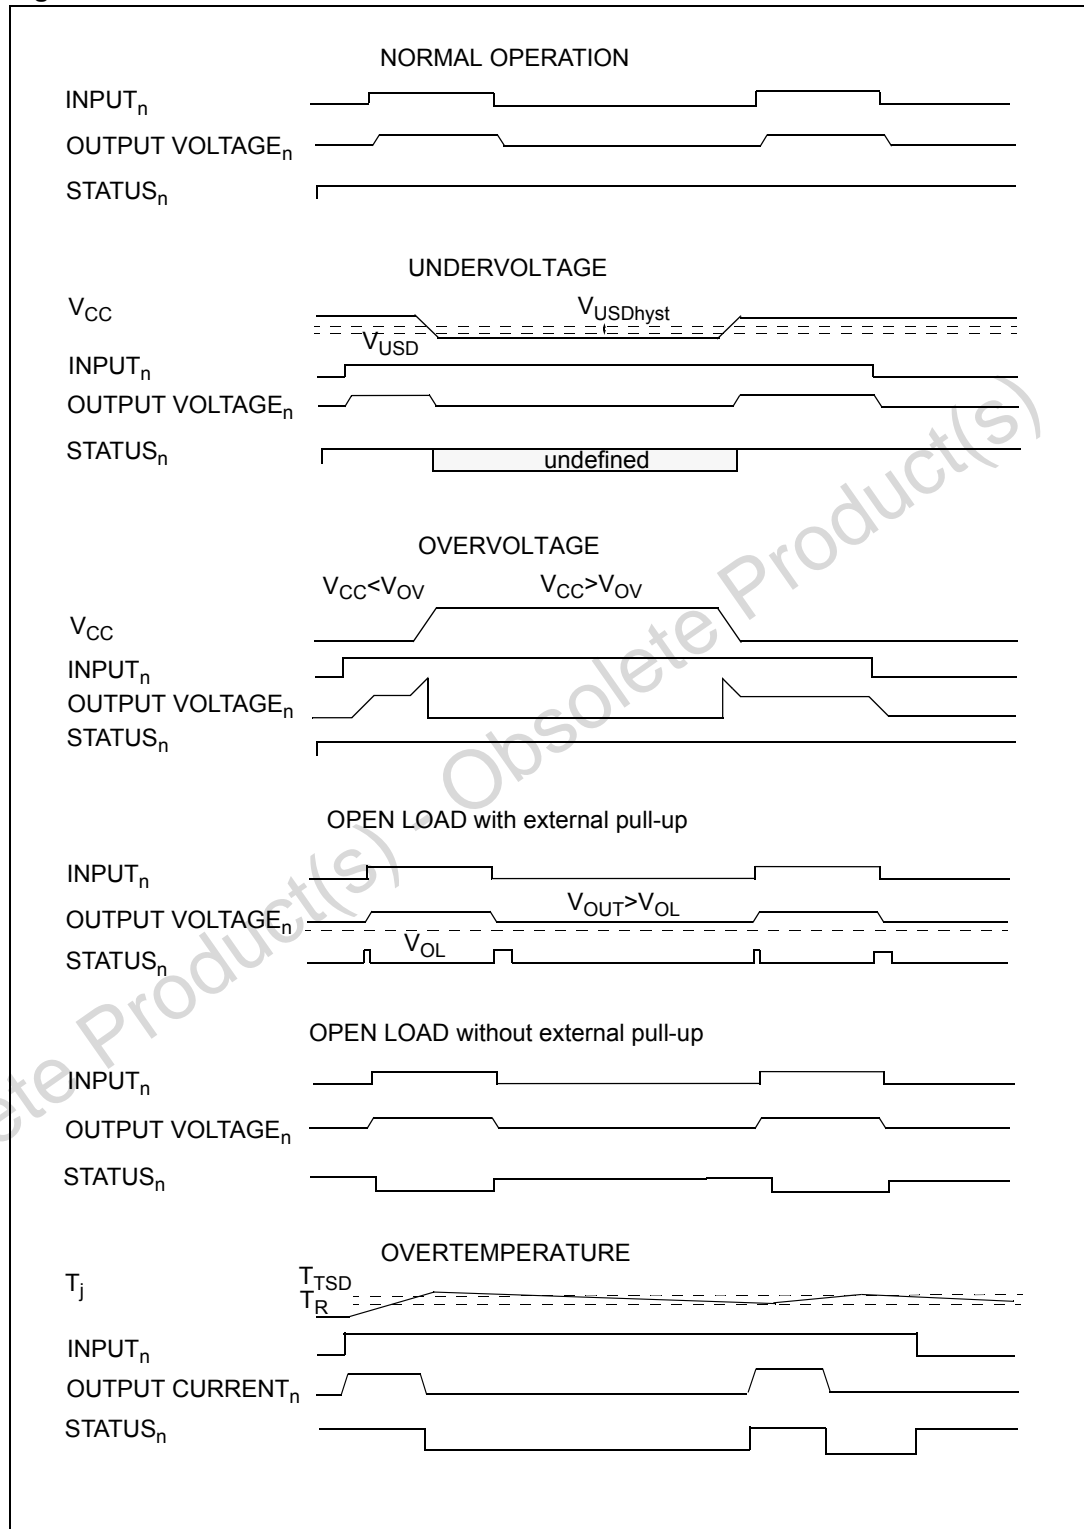 NORMAL OPERATION
INPUTn
OUTPUT VOLTAGEn
STATUSn
UNDERVOLTAGE
VCC
VUSDhyst
VUSD
INPUTn
OUTPUT VOLTAGEn
STATUSn
undefined
OVERVOLTAGE
VCC<VOV
VCC>VOV
VCC
INPUTn
OUTPUT VOLTAGEn
STATUSn
OPEN LOAD with external pull-up
INPUTn
OUTPUT VOLTAGEn
VOUT>VOL
VOL
STATUSn
OPEN LOAD without external pull-up
INPUTn
OUTPUT VOLTAGEn
STATUSn
OVERTEMPERATURE
Tj
TTSD
TR
INPUTn
OUTPUT CURRENTn
STATUSn
ete Product(s) - Obsolete Product(s)